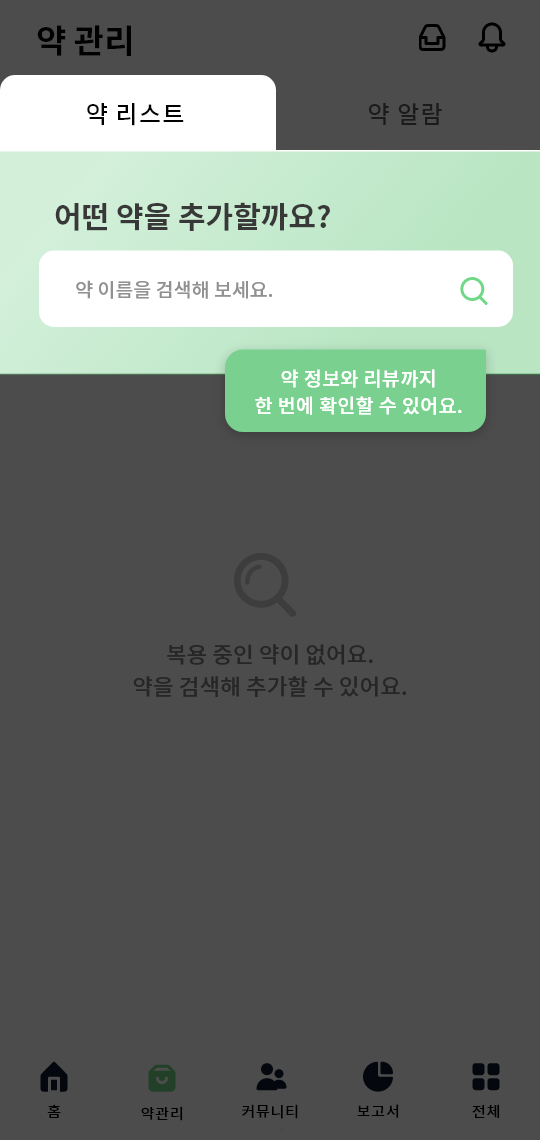 약 관리
약 리스트
약 알람
어떤 약을 추가할까요?
약 이름을 검색해 보세요.
약 정보와 리뷰까지
한 번에 확인할 수 있어요.
복용 중인 약이 없어요.
약을 검색해 추가할 수 있어요.
홈
약관리
커뮤니티
보고서
전체